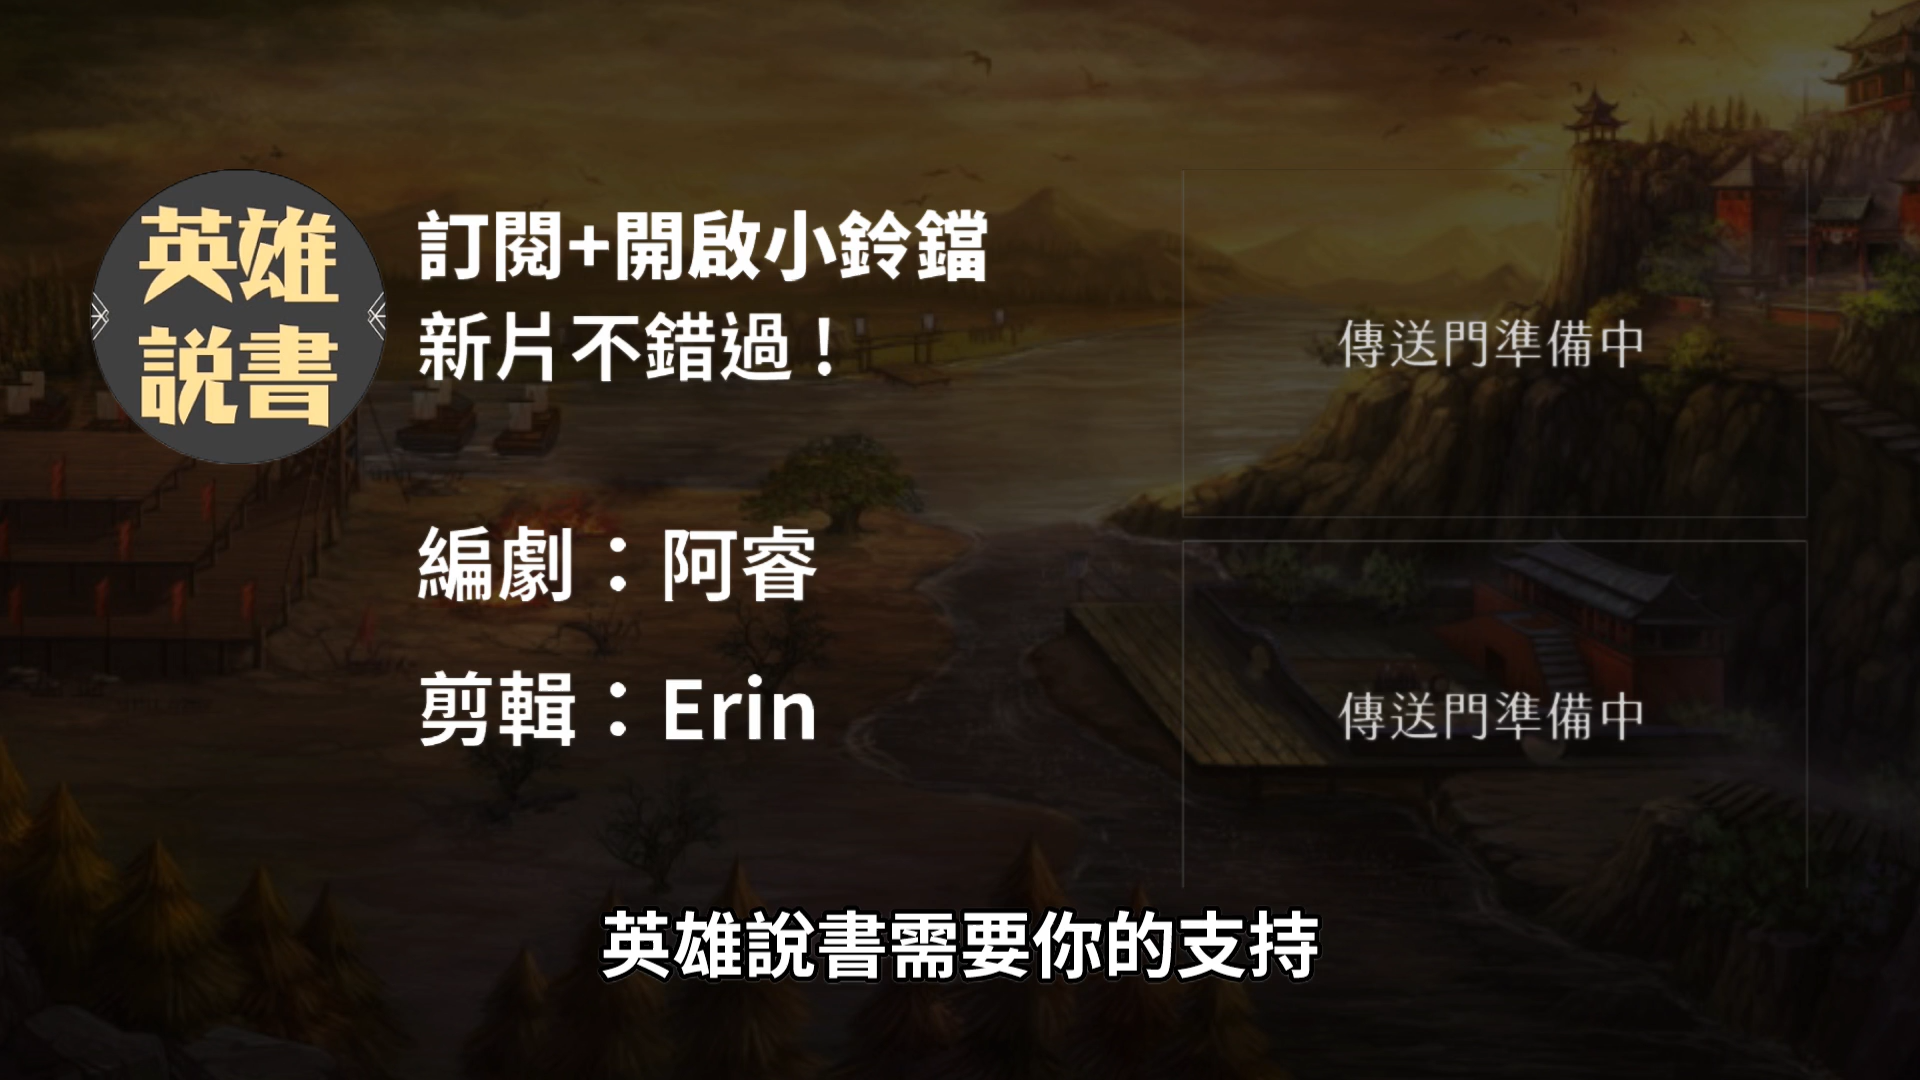 英雄
説書
訂閱+開啟小鈴鐺
新片不錯過！
編劇：阿睿
剪輯：Erin
傳送門準備中
傳送門準備中
英雄說書需要你的支持